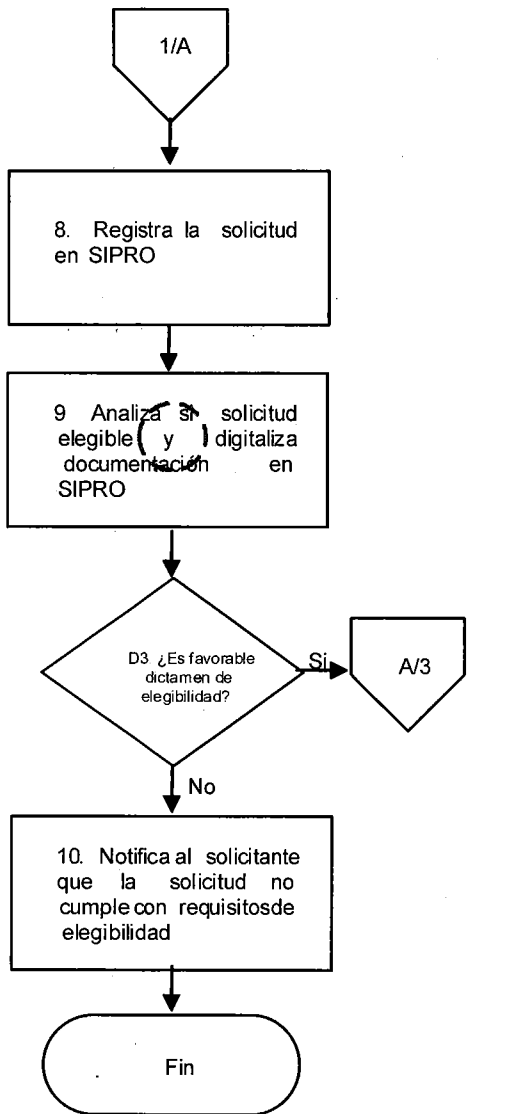 1/A
8. Registra la solicitud
en SIPRO
9 Analiza si solicitud
elegible y digitaliza
documentación en
SIPRO
D3 ¿Es favorable
dictamen de
elegibilidad?
Si
A/3
No
10. Notifica al solicitante
que la solicitud no
cumple con requisitosde
elegibilidad
Fin